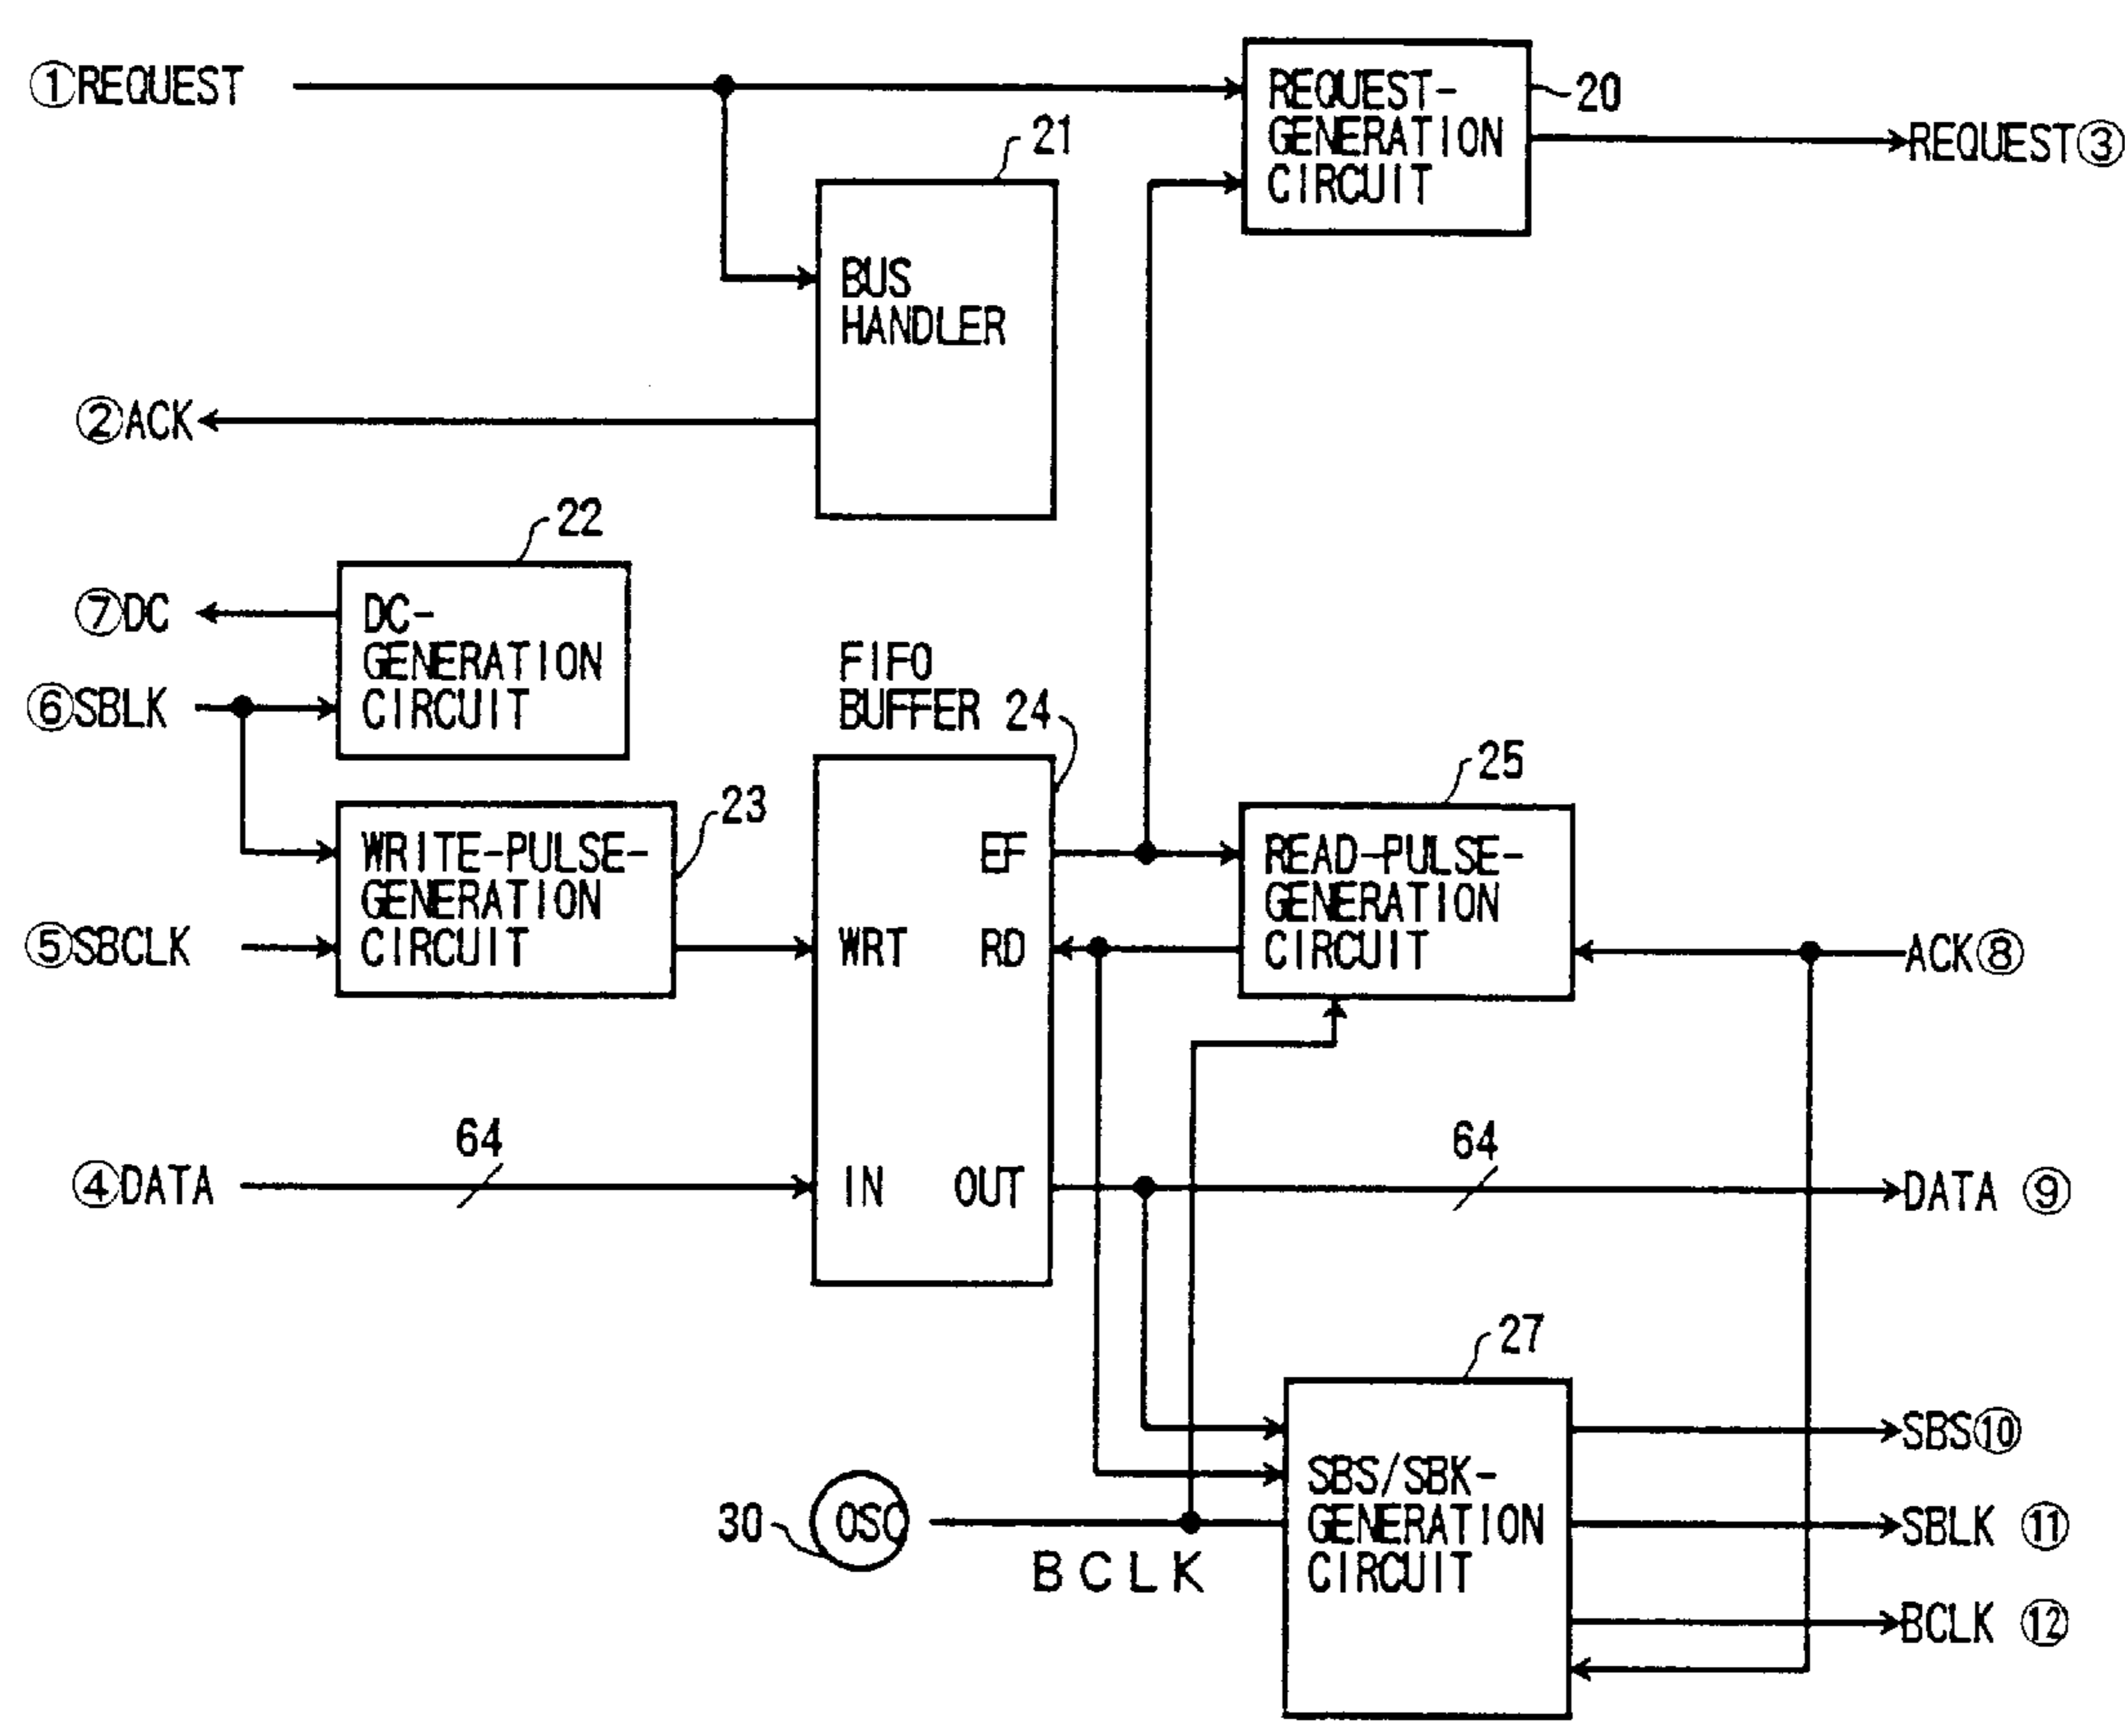 ①REQUEST
REQUEST-
GENERATION
CIRCUIT
20
REQUEST③
21
BUS
HANDLER
②ACK
22
⑦DC
DC-
GENERATION
CIRCUIT
⑥SBLK
FIFO
BUFFER 24
23
WRITE-PULSE-
GENERATION
CIRCUIT
⑤SBCLK
EF
WRT
RD
25
READ-PULSE-
GENERATION
CIRCUIT
ACK⑧
64
④DATA
IN
OUT
64
DATA ⑨
27
SBS/SBK-
GENERATION
CIRCUIT
SBS⑩
SBLK ⑪
BCLK ⑫
30
OSC
BCLK